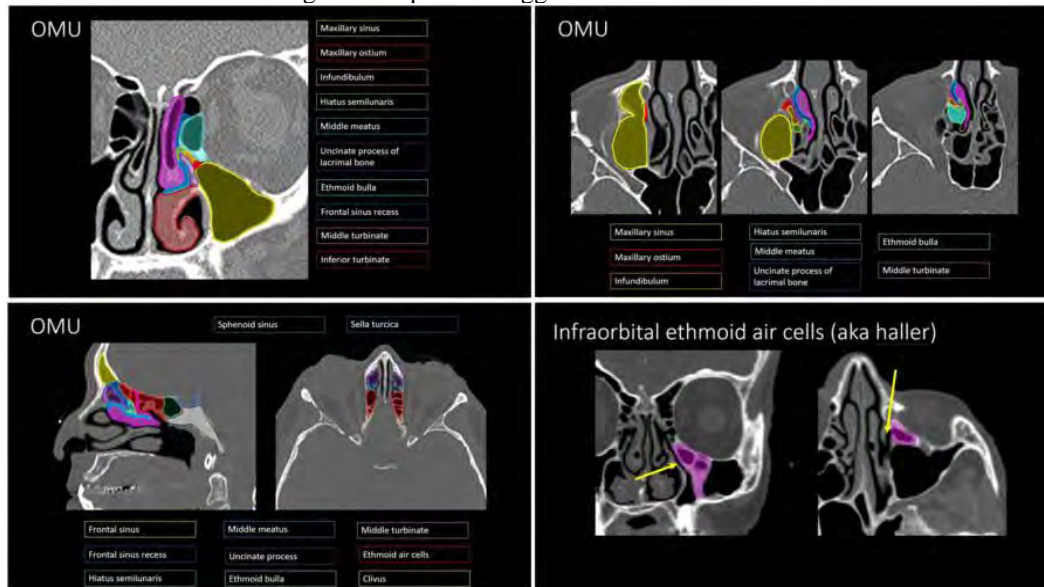 OMU
Maxillary sinus
Maxillary ostium
Infundibulum
Hiatus semilunaris
Middle meatus
Uncinate process of
lacrimal bone
Ethmoid bulla
Frontal sinus recess
Middle turbinate
Inferior turbinate
OMU
Maxillary sinus
Maxillary ostium
Infundibulum
Hiatus semilunaris
Middle meatus
Uncinate process of
lacrimal bone
Ethmoid bulla
Middle turbinate
OMU
Sphenoid sinus
Sella turcica
Frontal sinus
Middle meatus
Middle turbinate
Frontal sinus recess
Uncinate process
Ethmoid air cells
Hiatus semilunaris
Ethmoid bulla
Clivus
Infraorbital ethmoid air cells (aka haller)